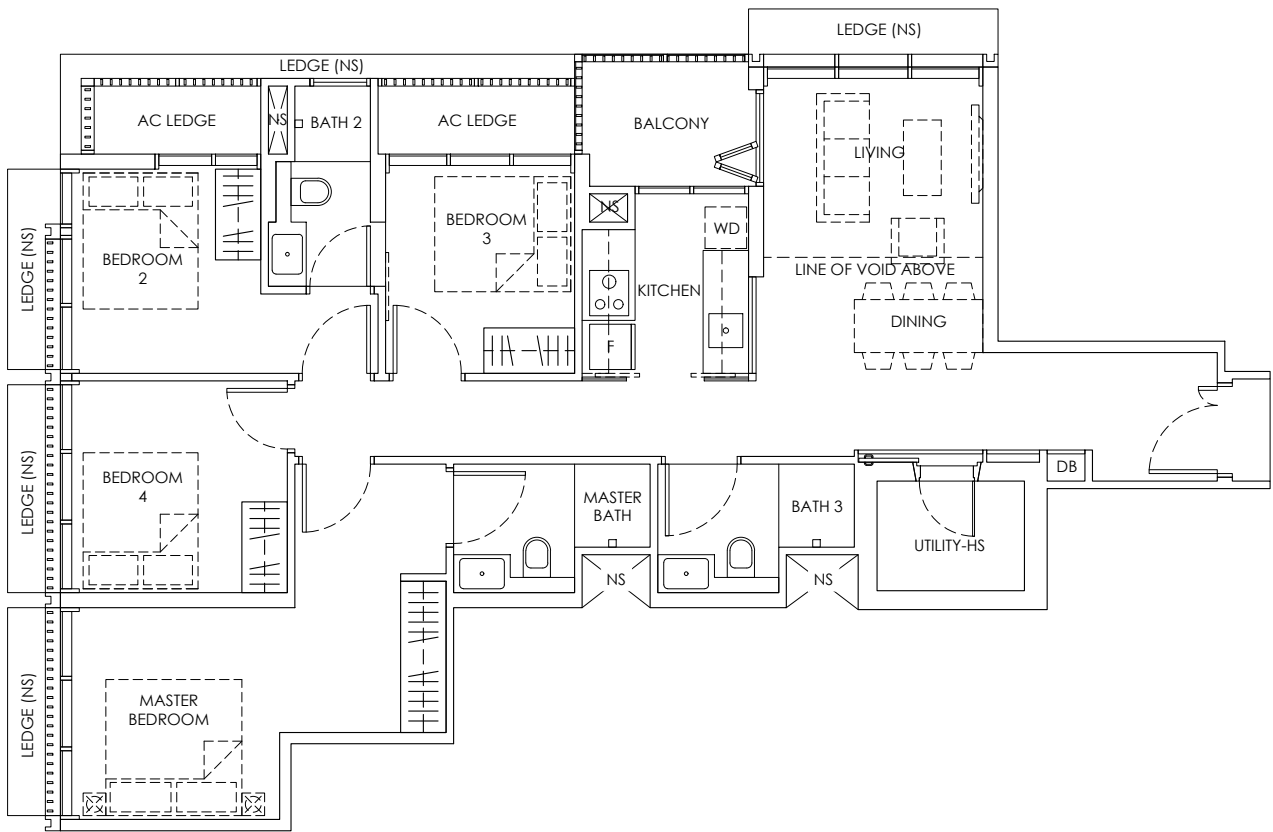 LEDGE (NS)
LEDGE (NS)
AC LEDGE
NS
BATH 2
AC LEDGE
BALCONY
LIVING
BEDROOM
2
BEDROOM
3
NS
WD
LEDGE (NS)
LINE OF VOID ABOVE
KITCHEN
DINING
F
BEDROOM
4
LEDGE (NS)
MASTER
BATH
BATH 3
DB
UTILITY-HS
NS
NS
MASTER
BEDROOM
LEDGE (NS)